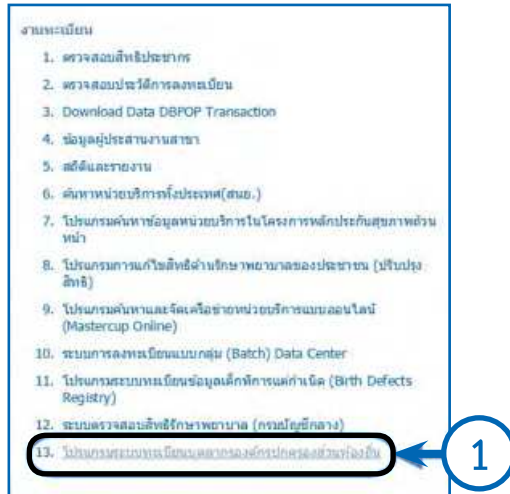 งานทะเบียน
1. ตรวจสอบสิทธิประชากร
2. ตรวจสอบประวัติการลงทะเบียน
3. Download Data DBPOP Transaction
4. ข้อมูลผู้ประสานงานสาขา
5. สถิติและรายงาน
6. ค้นหาหน่วยบริการทั้งประเทศ(สนย.)
7. โปรแกรมค้นหาข้อมูลหน่วยบริการในโครงการหลักประกันสุขภาพถ้วน
หน้า
8. โปรแกรมการแก้ไขสิทธิด้านรักษาพยาบาลของประชาชน (ปรับปรุง
สิทธิ)
9. โปรแกรมค้นหาและจัดเครือข่ายหน่วยบริการแบบออนไลน์
(Mastercup Online)
10. ระบบการลงทะเบียนแบบกลุ่ม (Batch) Data Center
11. โปรแกรมระบบทะเบียนข้อมูลเด็กพิการแต่กำเนิด (Birth Defects
Registry)
12. ระบบตรวจสอบสิทธิรักษาพยาบาล (กรมบัญชีกลาง)
13. โปรแกรมระบบทะเบียนบุคลากรองค์กรปกครองส่วนท้องถิ่น
1